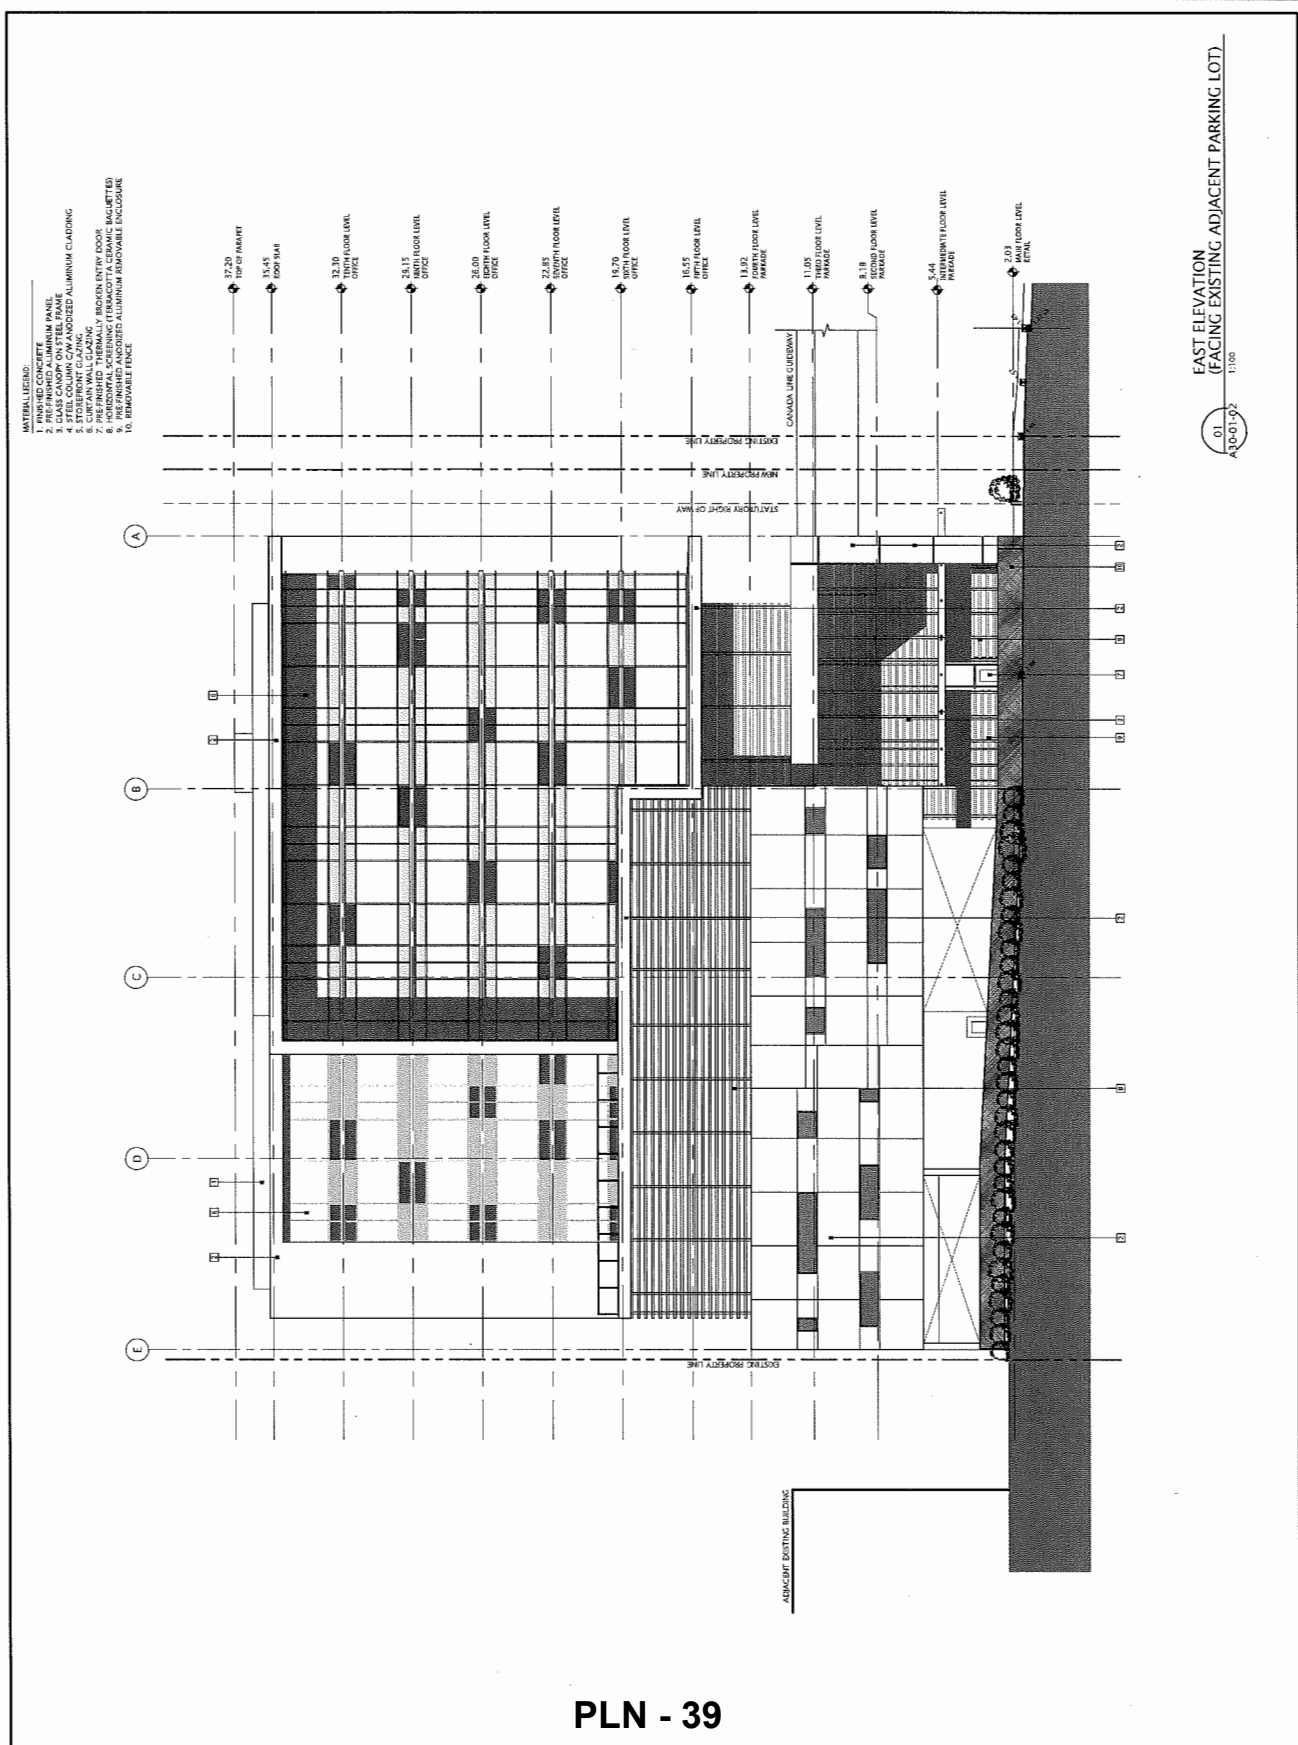 MATERIAL LEGEND:
1. FINISHED CONCRETE
2. PRE-FINISHED ALUMINUM PANEL
3. GLASS CANOPY ON STEEL FRAME
4. STEEL COLUMN C/W ANODIZED ALUMINUM CLADDING
5. STOREFRONT GLAZING
6. CURTAIN WALL GLAZING
7. PRE-FINISHED THERMALLY BROKEN ENTRY DOOR
8. HORIZONTAL SCREENING (TERRACOTTA CERAMIC BAGUETTES)
9. PRE-FINISHED ANODIZED ALUMINUM REMOVABLE ENCLOSURE
10. REMOVABLE FENCE
37.20
TOP OF PARAPET
35.45
ROOF SLAB
32.30
TENTH FLOOR LEVEL
OFFICE
29.15
NINTH FLOOR LEVEL
OFFICE
26.00
EIGHTH FLOOR LEVEL
OFFICE
22.85
SEVENTH FLOOR LEVEL
OFFICE
19.70
SIXTH FLOOR LEVEL
OFFICE
16.55
FIFTH FLOOR LEVEL
OFFICE
13.92
FOURTH FLOOR LEVEL
PARKADE
11.05
THIRD FLOOR LEVEL
PARKADE
8.18
SECOND FLOOR LEVEL
PARKADE
5.44
INTERMEDIATE FLOOR LEVEL
PARKADE
2.03
MAIN FLOOR LEVEL
RETAIL
CANADA LINE GUIDEWAY
EXISTING PROPERTY LINE
NEW PROPERTY LINE
STATUTORY RIGHT OF WAY
A
B
C
D
E
EXISTING PROPERTY LINE
ADJACENT EXISTING BUILDING
EAST ELEVATION
(FACING EXISTING ADJACENT PARKING LOT)
1:100
01
A30-01-02
PLN - 39